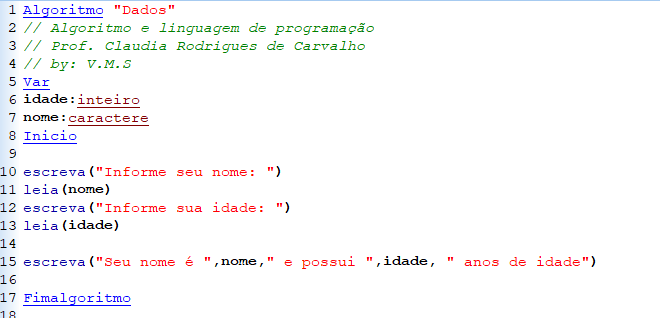 1 Algoritmo "Dados"
2 // Algoritmo e linguagem de programação
3 // Prof. Claudia Rodrigues de Carvalho
4 // by: V.M.S
5 Var
6 idade:inteiro
7 nome:caractere
8 Inicio
9
10 escreva("Informe seu nome: ")
11 leia(nome)
12 escreva("Informe sua idade: ")
13 leia(idade)
14
15 escreva("Seu nome é ",nome," e possui ",idade, " anos de idade")
16
17 Fimalgoritmo
18